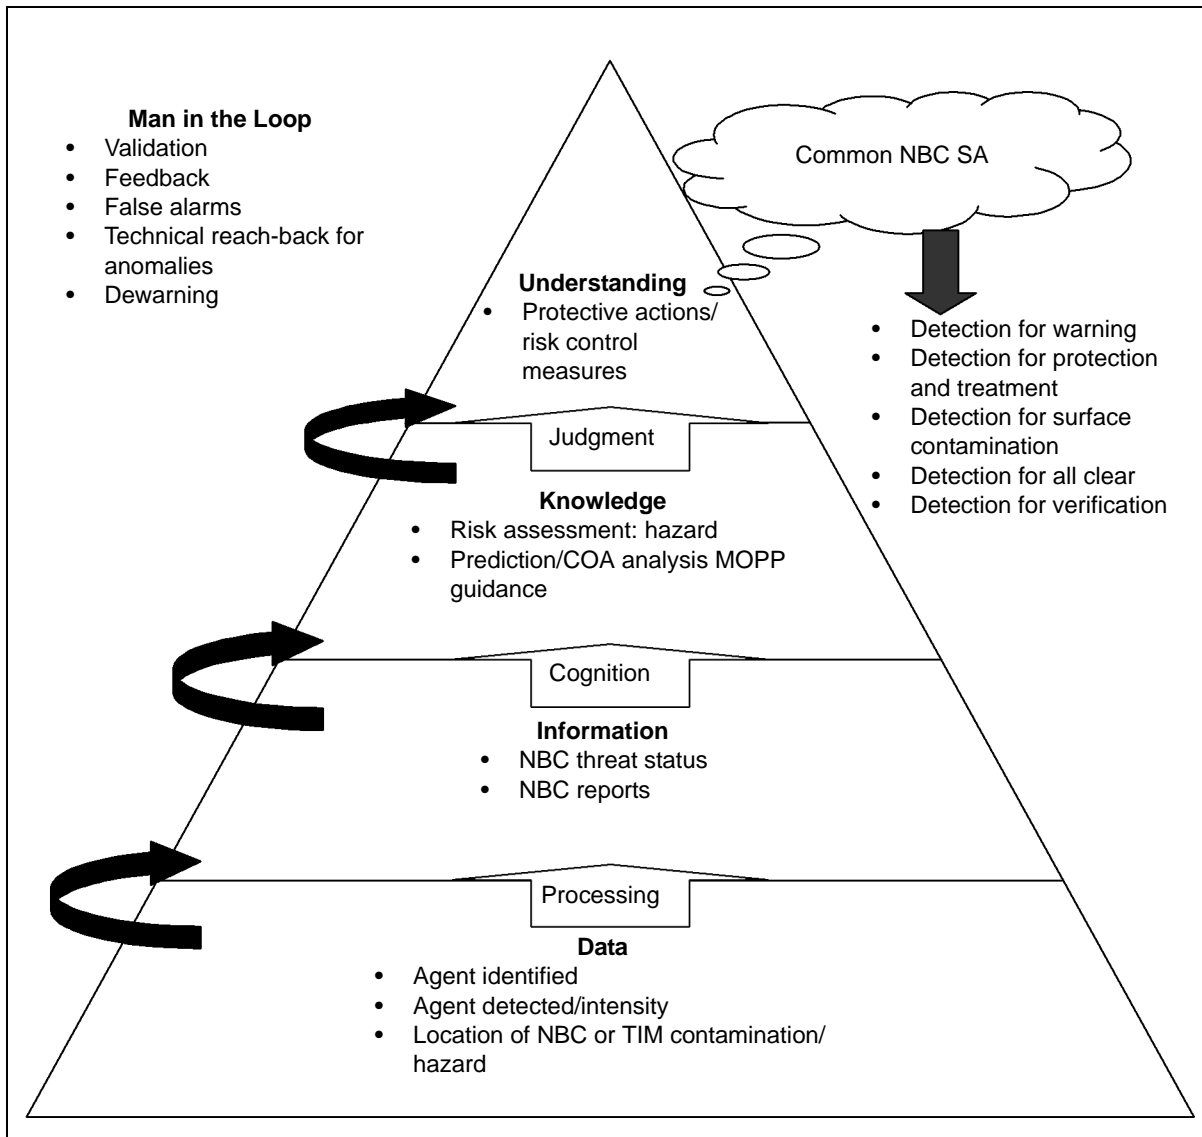 Man in the Loop
• Validation
• Feedback
• False alarms
• Technical reach-back for
anomalies
• Dewarning
Common NBC SA
• Detection for warning
• Detection for protection
and treatment
• Detection for surface
contamination
• Detection for all clear
• Detection for verification
Understanding
• Protective actions/
risk control
measures
Judgment
Knowledge
• Risk assessment: hazard
• Prediction/COA analysis MOPP
guidance
Cognition
Information
• NBC threat status
• NBC reports
Processing
Data
• Agent identified
• Agent detected/intensity
• Location of NBC or TIM contamination/
hazard